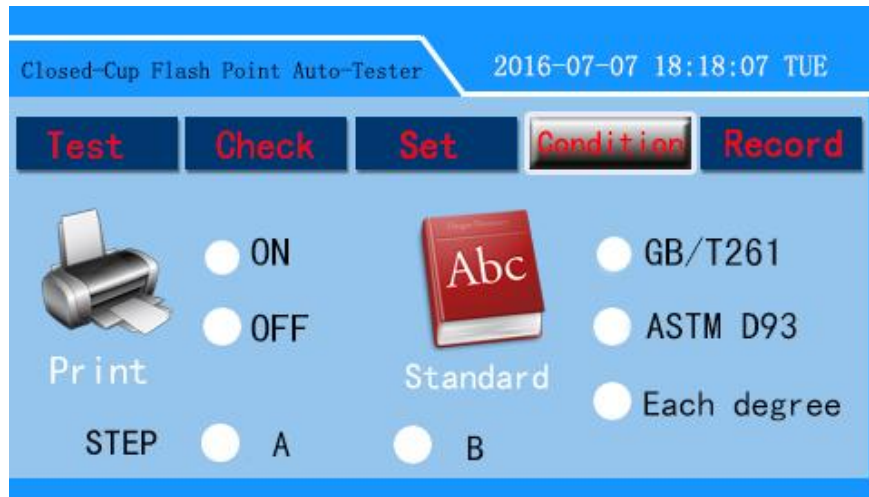 Closed-Cup Flash Point Auto-Tester
2016-07-07 18:18:07 TUE
Test Check Set Condition Record
ON
OFF
Print
Abc
Standard
GB/T261
ASTM D93
Each degree
STEP A B